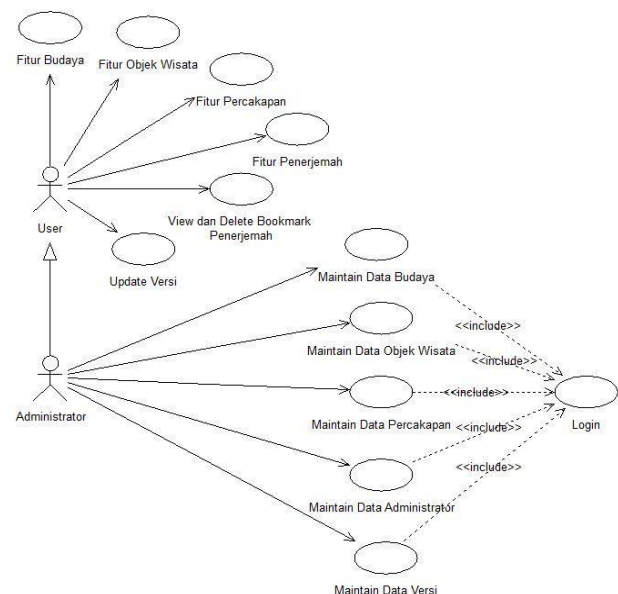 Fitur Budaya
Fitur Objek Wisata
Fitur Percakapan
Fitur Penerjemah
View dan Delete Bookmark
Penerjemah
User
Update Versi
Maintain Data Budaya
<<include>>
Maintain Data Objek Wisata
<<include>>
Administrator
<<include>>
Maintain Data Percakapan
<<include>>
Login
<<include>>
Maintain Data Administrator
Maintain Data Versi